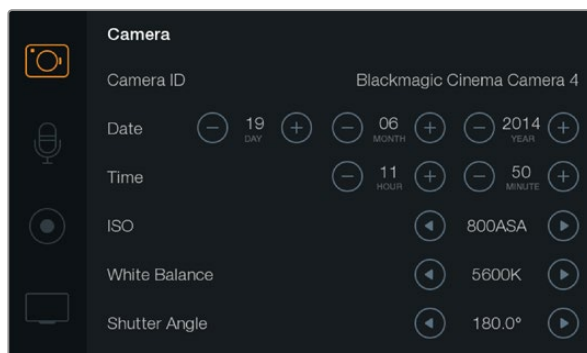 Camera
Camera ID Blackmagic Cinema Camera 4
Date 19 DAY 06 MONTH 2014 YEAR
Time 11 HOUR 50 MINUTE
ISO 800ASA
White Balance 5600K
Shutter Angle 180.0°